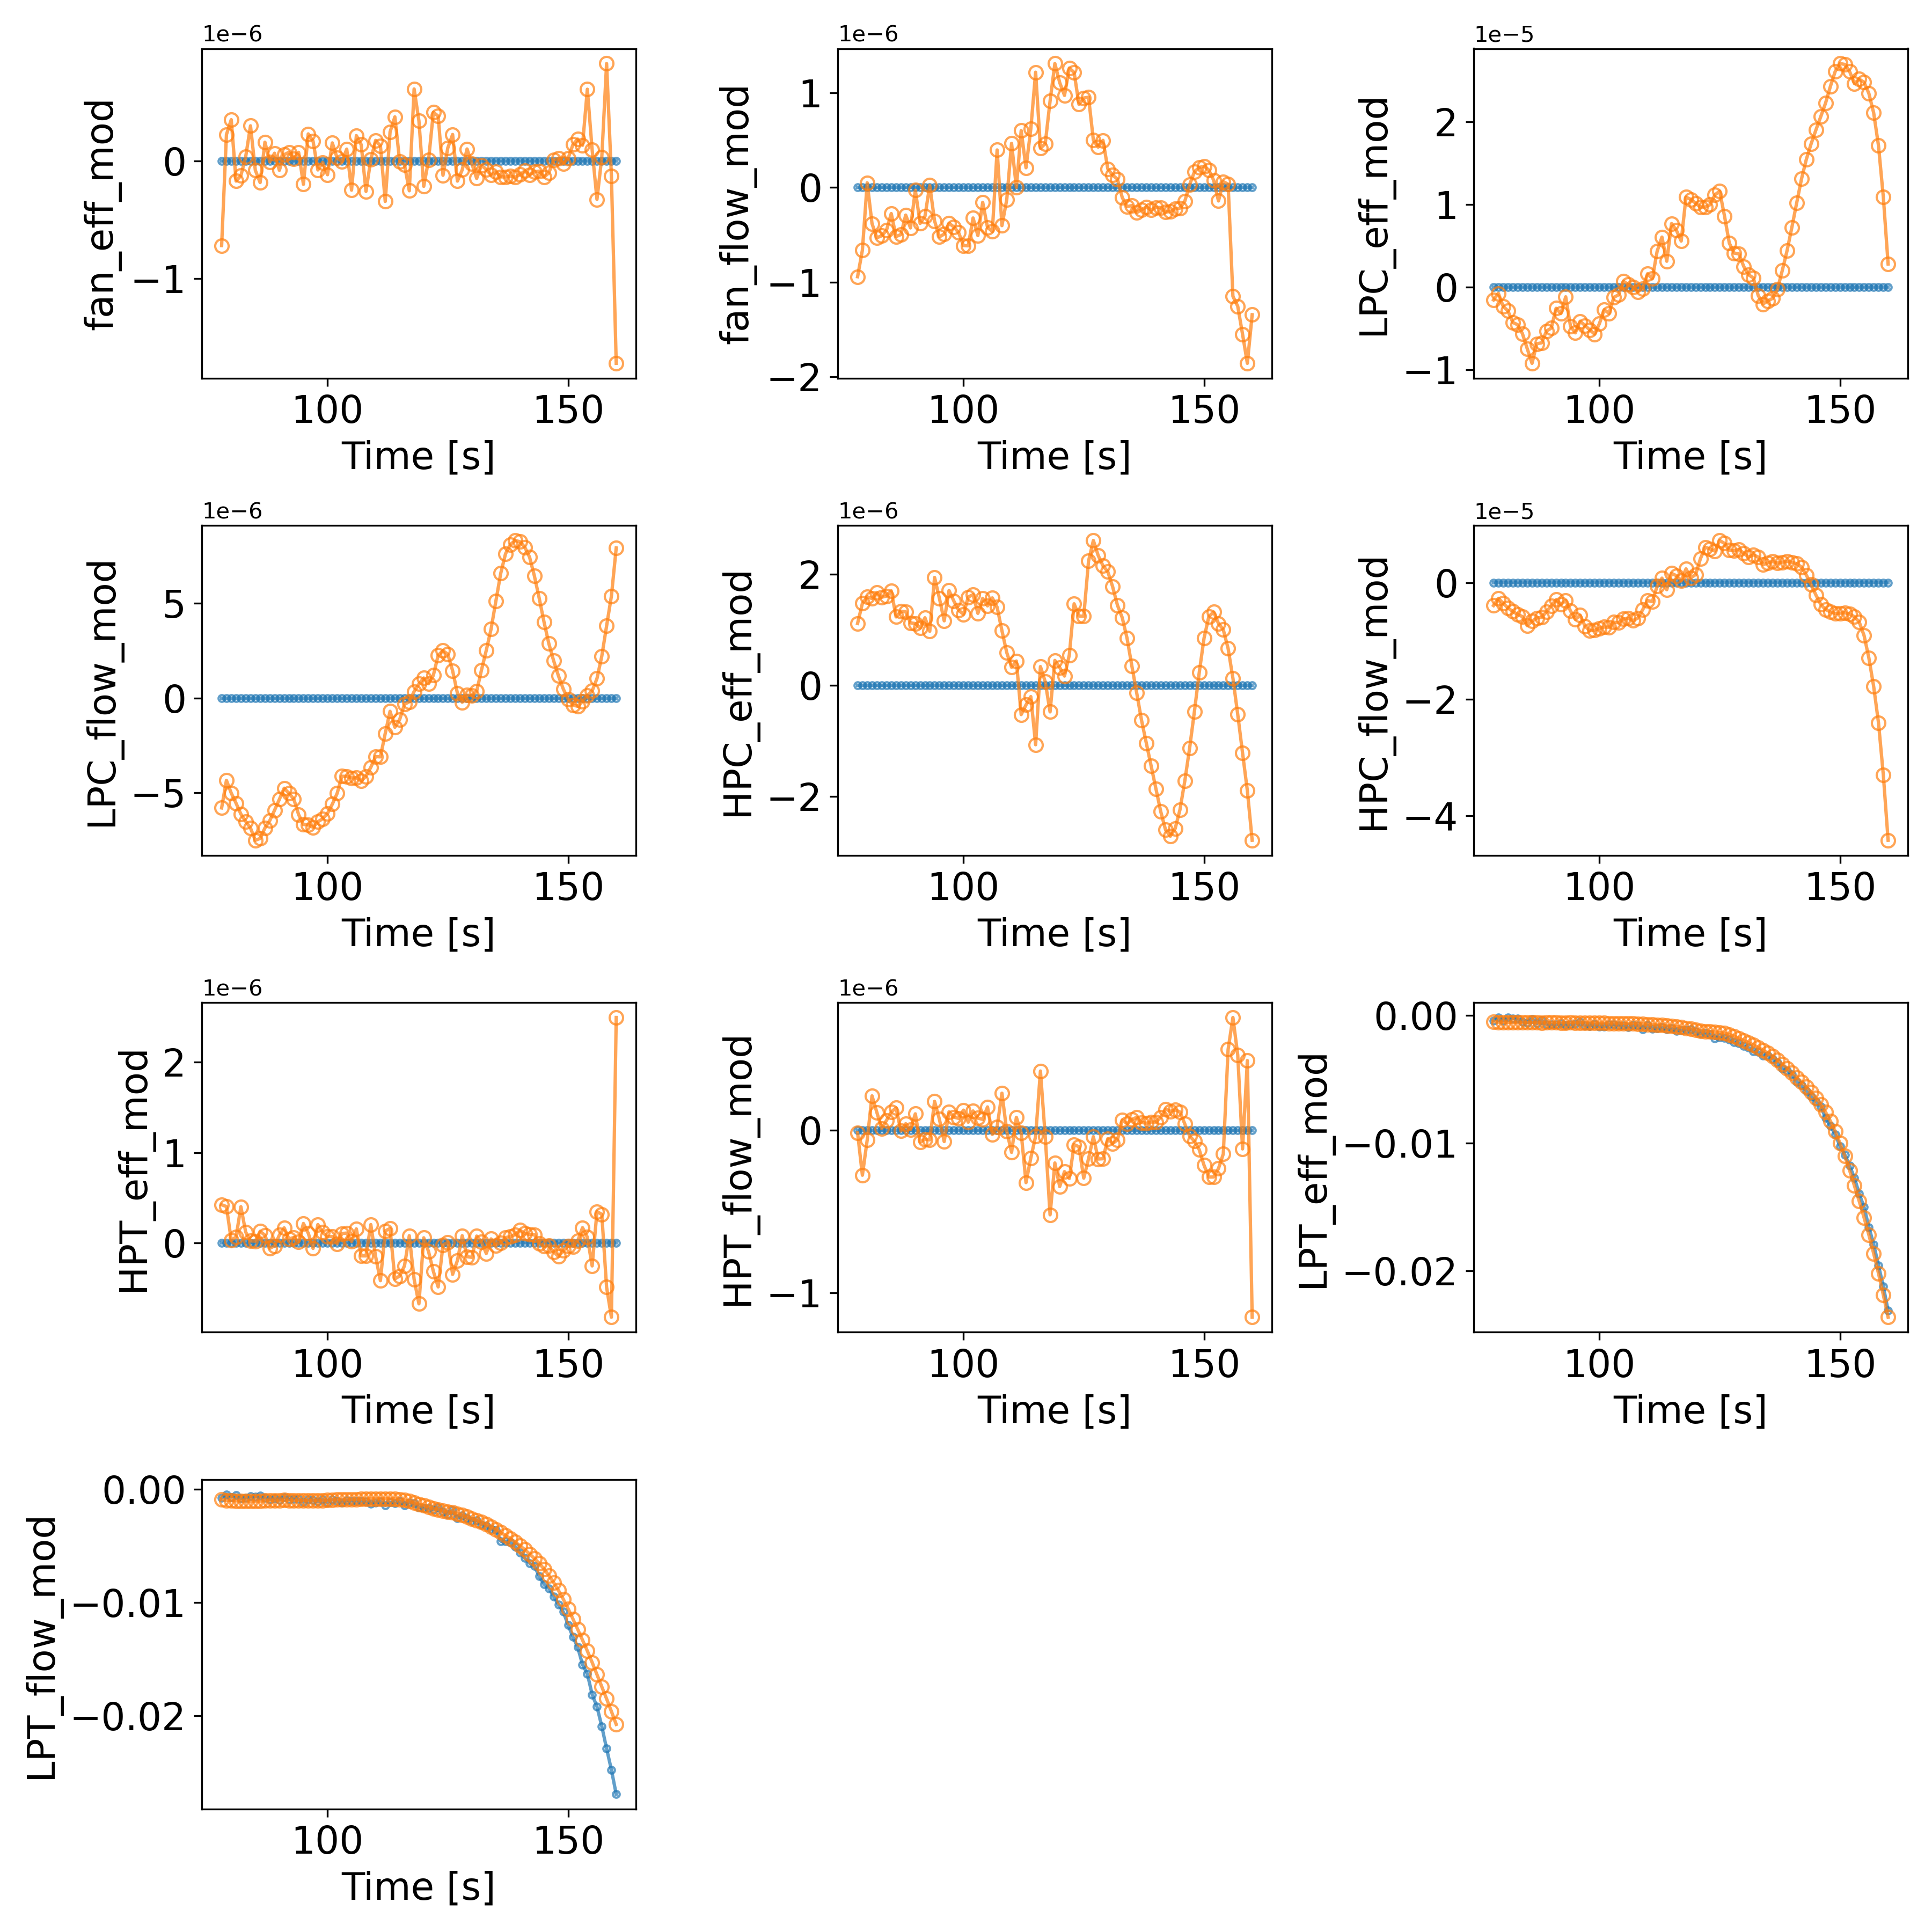 1e−6
fan_eff_mod
0
−1
100
150
Time [s]
1e−6
fan_flow_mod
1
0
−1
−2
100
150
Time [s]
1e−5
LPC_eff_mod
2
1
0
−1
100
150
Time [s]
1e−6
LPC_flow_mod
5
0
−5
100
150
Time [s]
1e−6
HPC_eff_mod
2
0
−2
100
150
Time [s]
1e−5
HPC_flow_mod
0
−2
−4
100
150
Time [s]
1e−6
HPT_eff_mod
2
1
0
100
150
Time [s]
1e−6
HPT_flow_mod
0
−1
100
150
Time [s]
LPT_eff_mod
0.00
−0.01
−0.02
100
150
Time [s]
LPT_flow_mod
0.00
−0.01
−0.02
100
150
Time [s]